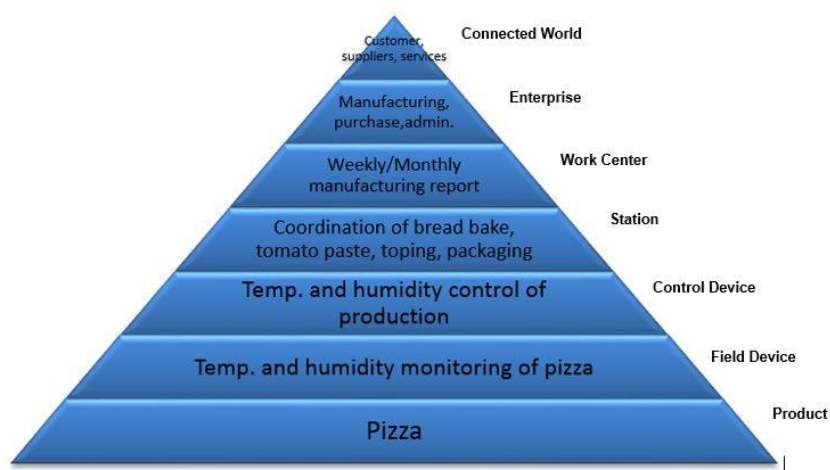 Customer,
suppliers, services
Connected World
Manufacturing,
purchase,admin.
Enterprise
Weekly/Monthly
manufacturing report
Work Center
Coordination of bread bake,
tomato paste, toping, packaging
Station
Temp. and humidity control of
production
Control Device
Temp. and humidity monitoring of pizza
Field Device
Pizza
Product